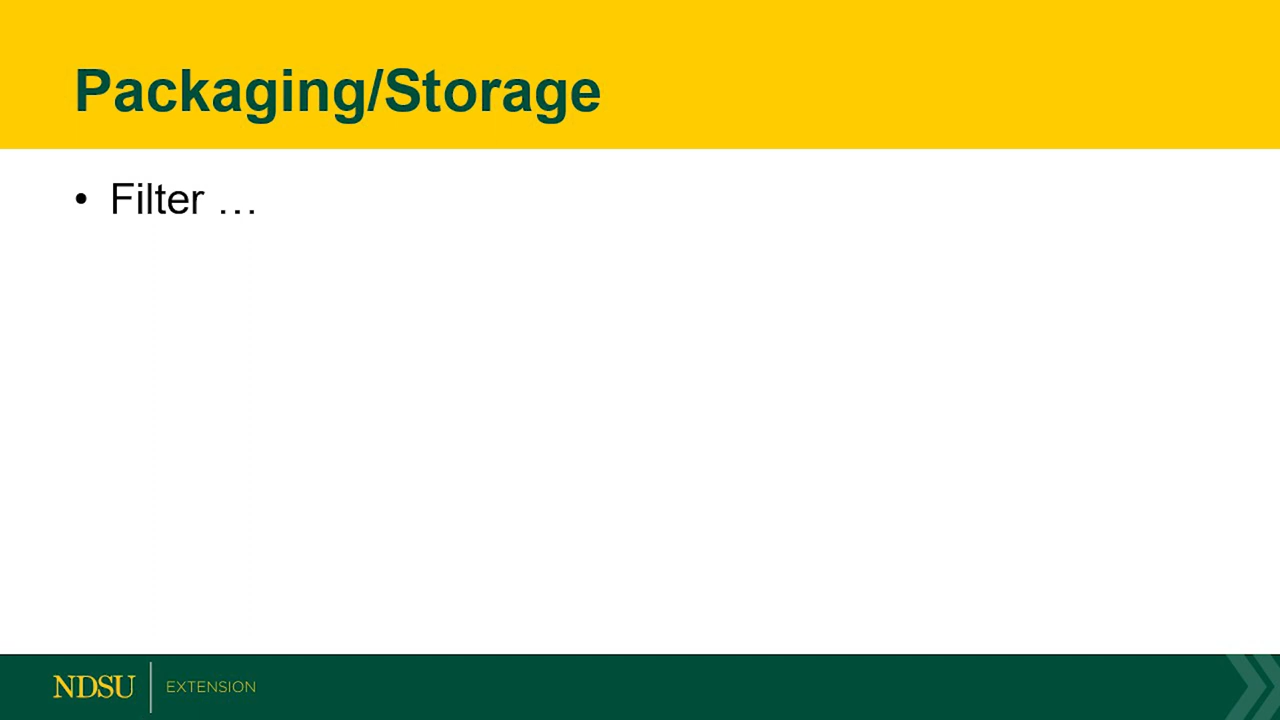 Packaging/Storage
• Filter …
NDSU
EXTENSION